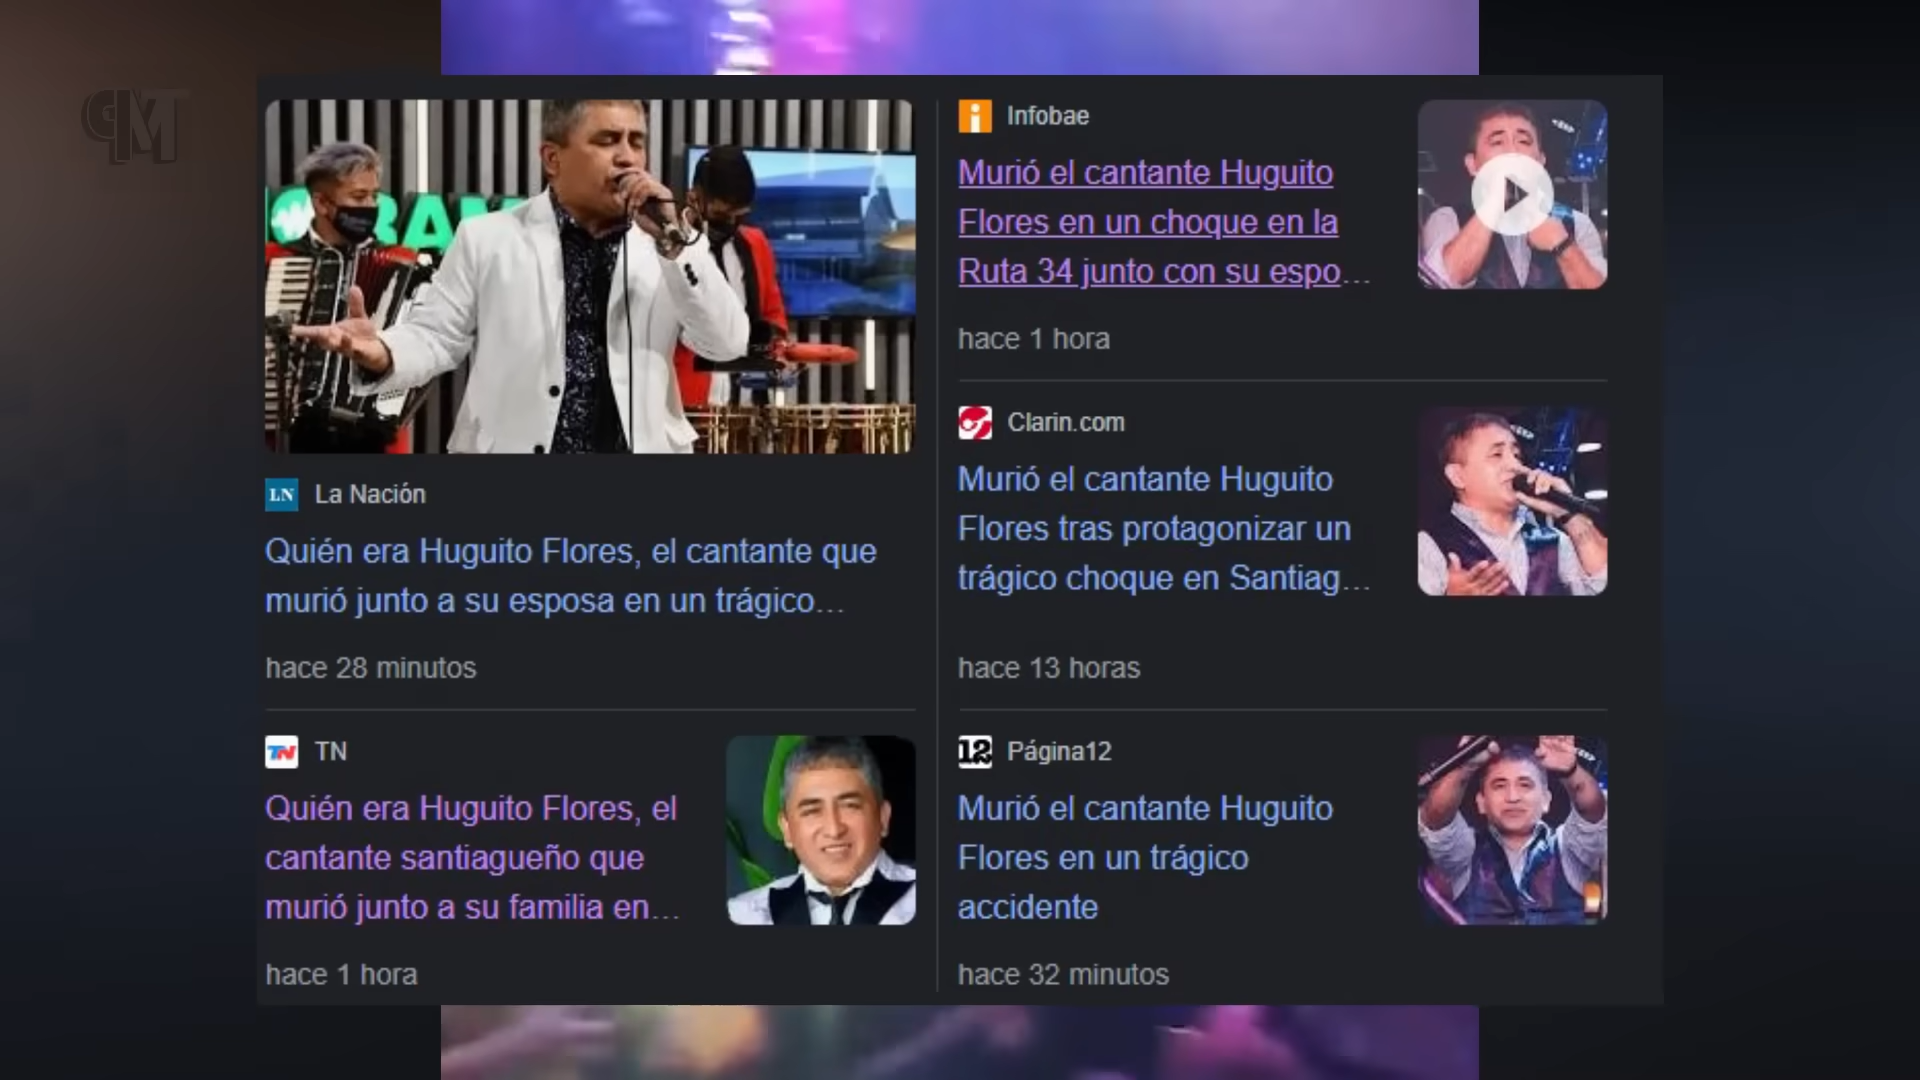 La Nación
Quién era Huguito Flores, el cantante que
murió junto a su esposa en un trágico...
hace 28 minutos
TN
Quién era Huguito Flores, el
cantante santiagueño que
murió junto a su familia en...
hace 1 hora
Infobae
Murió el cantante Huguito
Flores en un choque en la
Ruta 34 junto con su espo...
hace 1 hora
Clarin.com
Murió el cantante Huguito
Flores tras protagonizar un
trágico choque en Santiag...
hace 13 horas
Página12
Murió el cantante Huguito
Flores en un trágico
accidente
hace 32 minutos